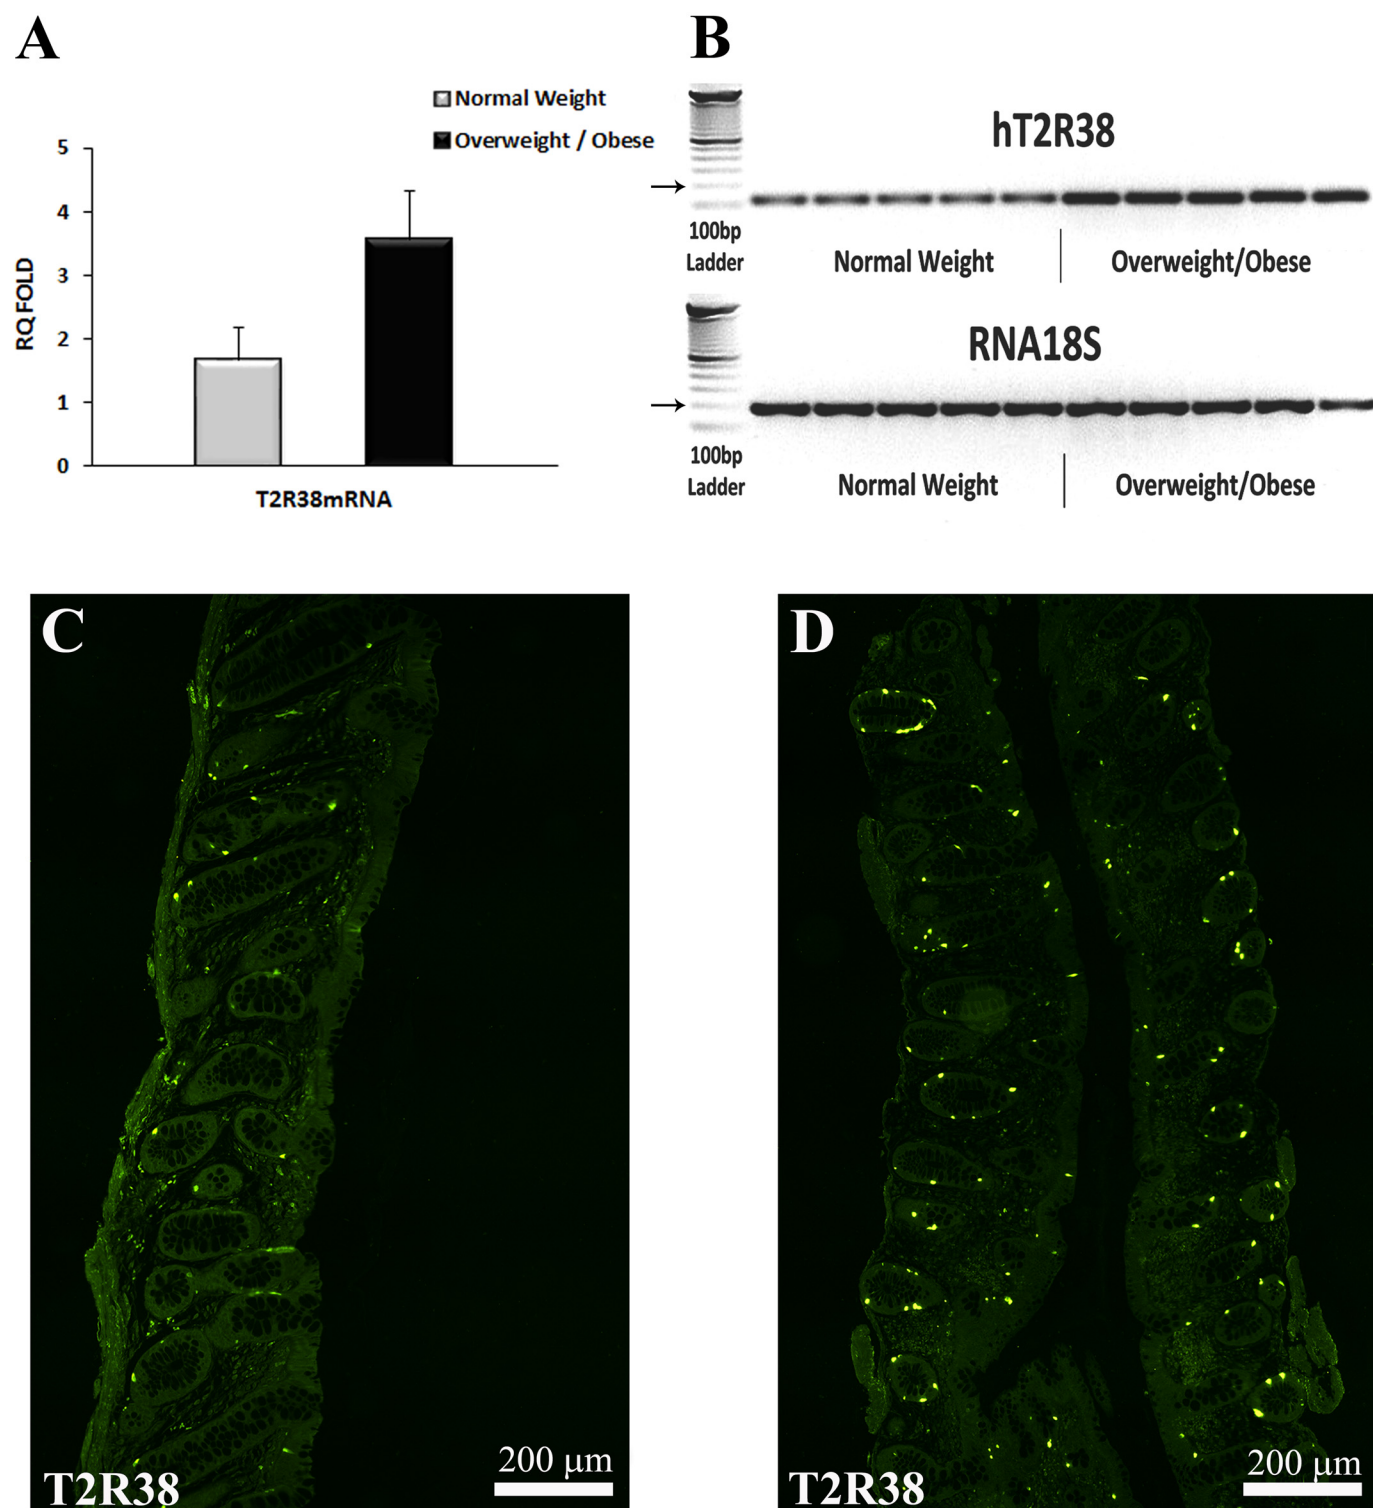 A
Normal Weight
Overweight / Obese
5
4
3
2
1
0
RQ FOLD
T2R38mRNA
B
hT2R38
100bp
Ladder
Normal Weight
Overweight/Obese
RNA18S
100bp
Ladder
Normal Weight
Overweight/Obese
C
T2R38
200 µm
D
T2R38
200 µm